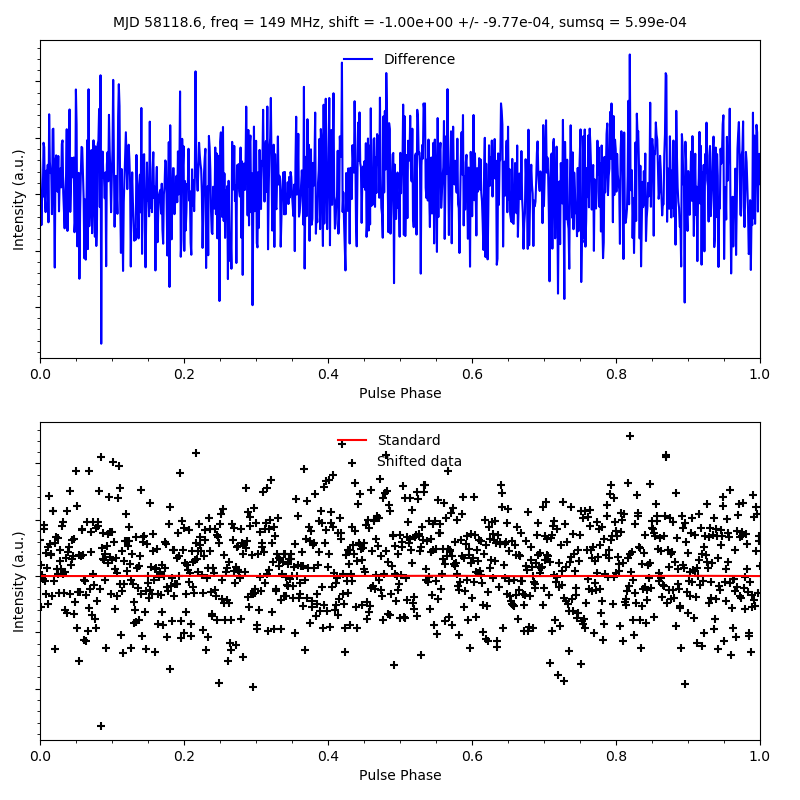 MJD 58118.6, freq = 149 MHz, shift = -1.00e+00 +/- -9.77e-04, sumsq = 5.99e-04
Difference
Intensity (a.u.)
0.0 0.2 0.4 0.6 0.8 1.0
Pulse Phase
Standard
Shifted data
Intensity (a.u.)
0.0 0.2 0.4 0.6 0.8 1.0
Pulse Phase